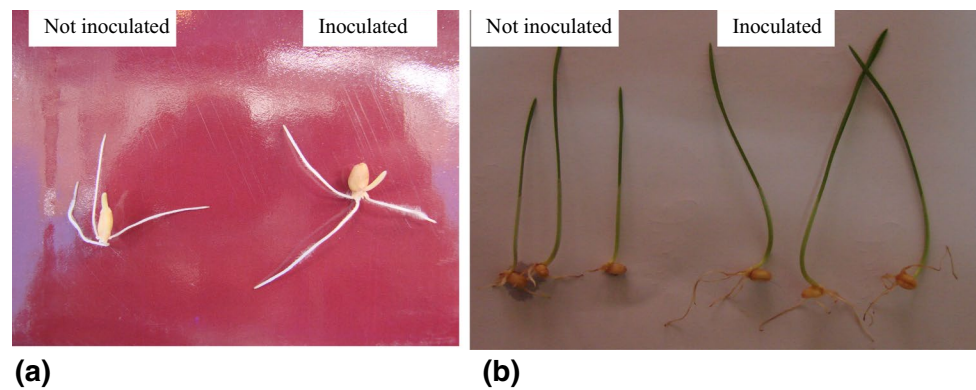 Not inoculated
Inoculated
Not inoculated
Inoculated
(a)
(b)